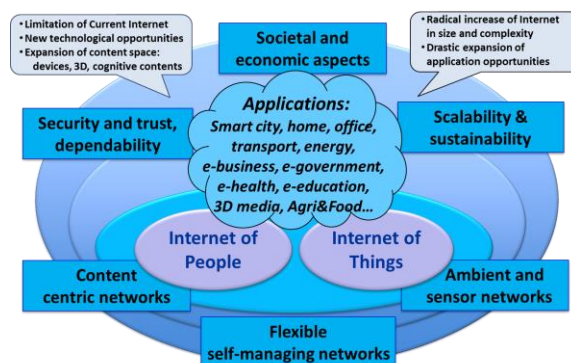 • Limitation of Current Internet
• New technological opportunities
• Expansion of content space:
devices, 3D, cognitive contents
• Radical increase of Internet
in size and complexity
• Drastic expansion of
application opportunities
Societal and
economic aspects
Security and trust,
dependability
Applications:
Smart city, home, office,
transport, energy,
e-business, e-government,
e-health, e-education,
3D media, Agri&Food...
Scalability &
sustainability
Internet of
People
Internet of
Things
Content
centric networks
Ambient and
sensor networks
Flexible
self-managing networks